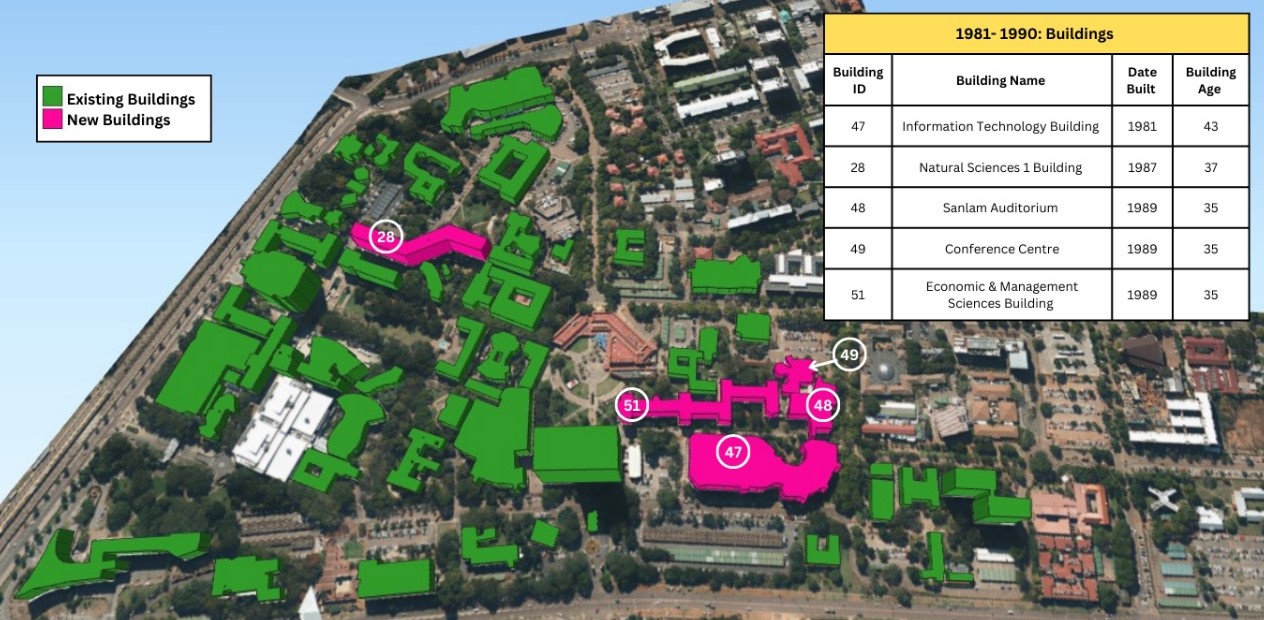 Existing Buildings
New Buildings
1981- 1990: Buildings
Building ID
Building Name
Date Built
Building Age
47
Information Technology Building
1981
43
28
Natural Sciences 1 Building
1987
37
48
Sanlam Auditorium
1989
35
49
Conference Centre
1989
35
51
Economic & Management
Sciences Building
1989
35
28
49
51
48
47